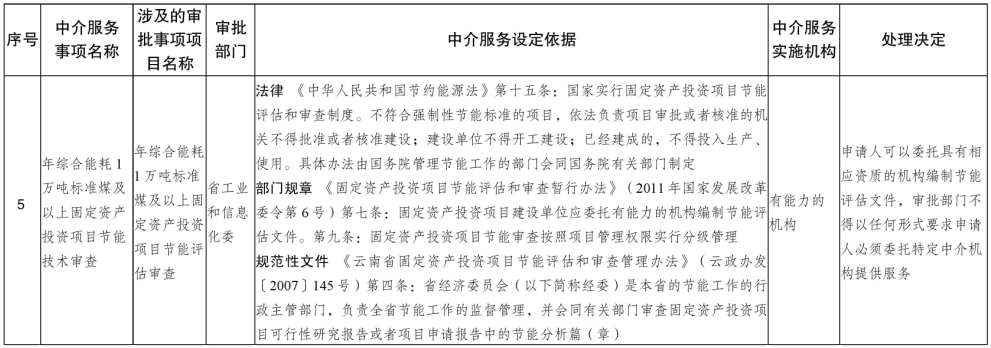 序号
中介服务
事项名称
涉及的审
批事项项
目名称
审批
部门
中介服务设定依据
中介服务
实施机构
处理决定
5
年综合能耗1
万吨标准煤及
以上固定资产
投资项目节能
技术审查
年综合能耗
1万吨标准
煤及以上固
定资产投资
项目节能评
估审查
省工业
和信息
化委
法律 《中华人民共和国节约能源法》第十五条：国家实行固定资产投资项目节能
评估和审查制度。不符合强制性节能标准的项目，依法负责项目审批或者核准的机
关不得批准或者核准建设；建设单位不得开工建设；已经建成的，不得投入生产、
使用。具体办法由国务院管理节能工作的部门会同国务院有关部门制定
部门规章 《固定资产投资项目节能评估和审查暂行办法》（2011年国家发展改革
委令第6号）第七条：固定资产投资项目建设单位应委托有能力的机构编制节能评
估文件。第九条：固定资产投资项目节能审查按照项目管理权限实行分级管理
规范性文件 《云南省固定资产投资项目节能评估和审查管理办法》（云政办发
〔2007〕145号）第四条：省经济委员会（以下简称经委）是本省的节能工作的行
政主管部门，负责全省节能工作的监督管理，并会同有关部门审查固定资产投资项
目可行性研究报告或者项目申请报告中的节能分析篇（章）
有能力的
机构
申请人可以委托具有相
应资质的机构编制节能
评估文件，审批部门不
得以任何形式要求申请
人必须委托特定中介机
构提供服务